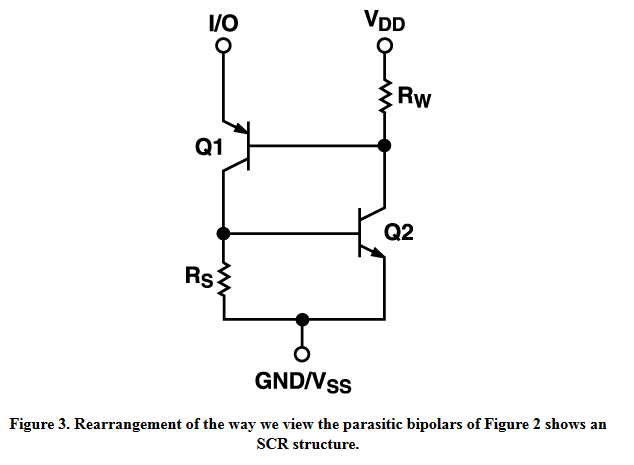 I/O
VDD
RW
Q1
Q2
RS
GND/VSS
Figure 3. Rearrangement of the way we view the parasitic bipolars of Figure 2 shows an
SCR structure.